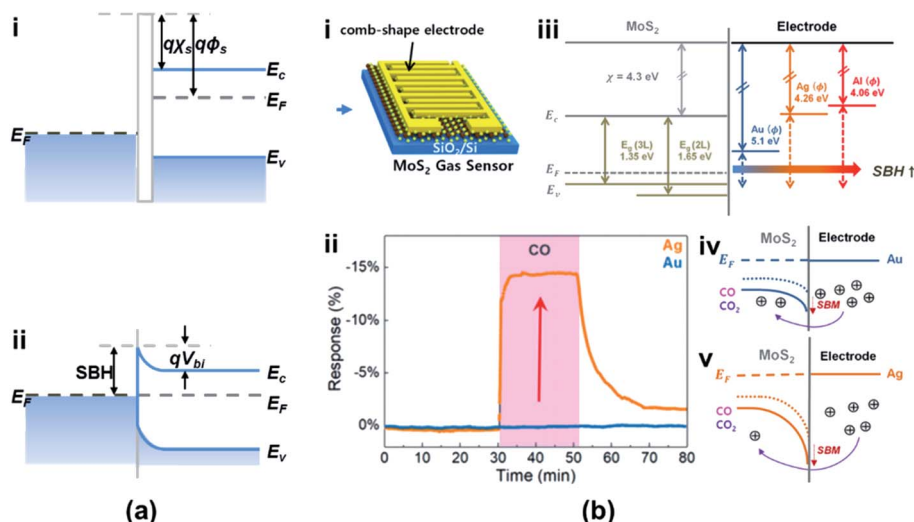 i
qχs qϕs
Ec
EF
EF
Ev
ii
SBH
qVbi
Ec
EF
EF
Ev
(a)
i
comb-shape electrode
SiO2/Si
MoS2 Gas Sensor
ii
CO
Ag
Au
-15%
-10%
-5%
0%
Response (%)
0 10 20 30 40 50 60 70 80
Time (min)
iii
MoS2
Electrode
χ = 4.3 eV
Ec
Eg (3L)
1.35 eV
Eg (2L)
1.65 eV
EF
Ev
Au (ϕ)
5.1 eV
Ag (ϕ)
4.26 eV
Al (ϕ)
4.06 eV
SBH ↑
iv
MoS2
Electrode
EF
Au
CO
CO2
SBM
v
MoS2
Electrode
EF
Ag
CO
CO2
SBM
(b)